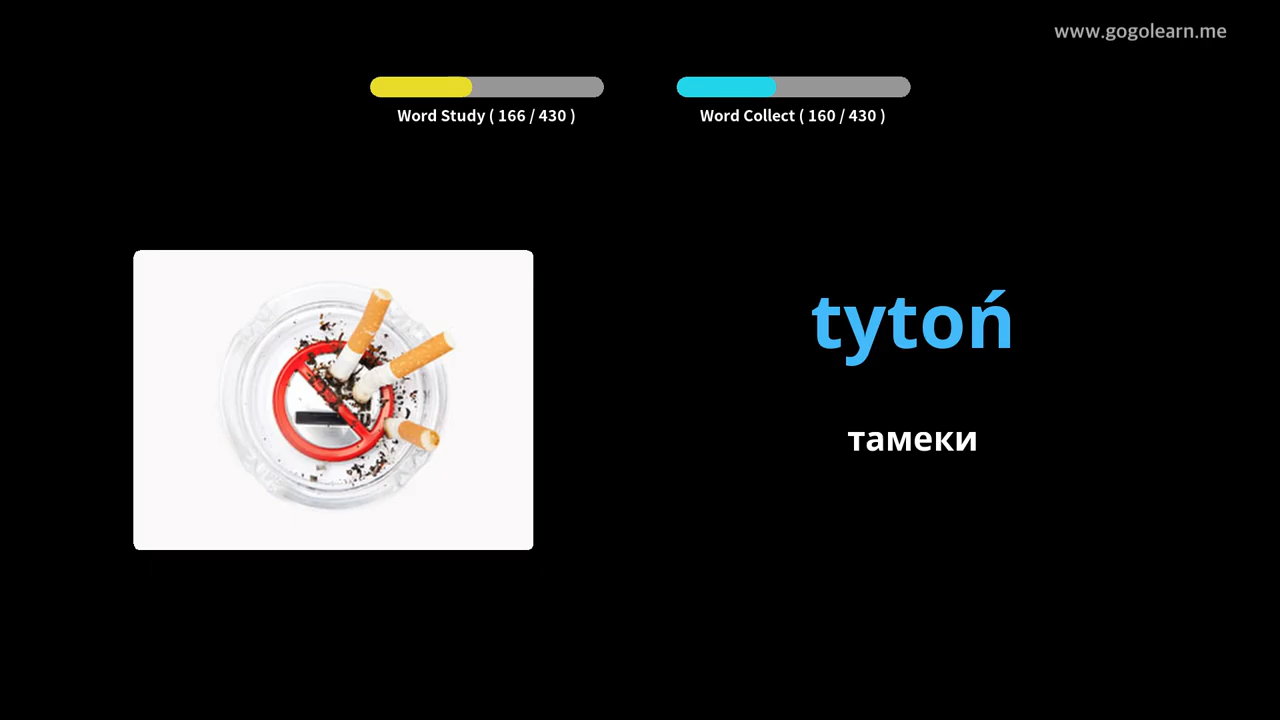 www.gogolearn.me
Word Study ( 166 / 430 )
Word Collect ( 160 / 430 )
tytoń
тамеки